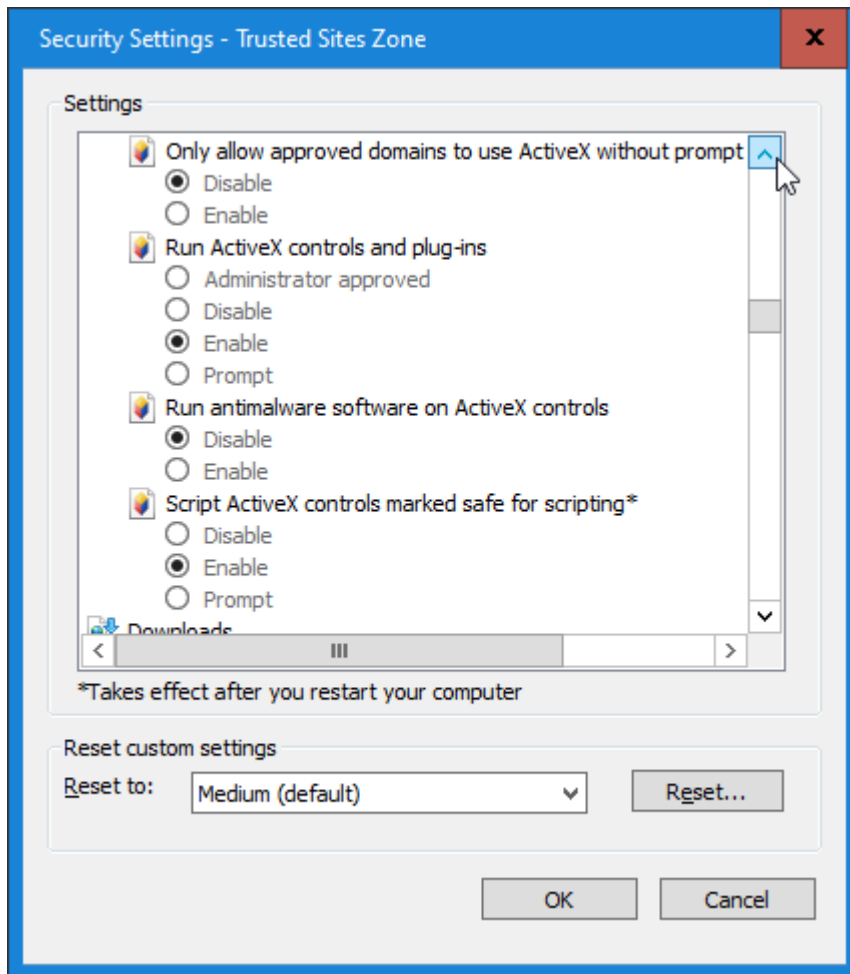 Security Settings - Trusted Sites Zone
Settings
Only allow approved domains to use ActiveX without prompt
Disable
Enable
Run ActiveX controls and plug-ins
Administrator approved
Disable
Enable
Prompt
Run antimalware software on ActiveX controls
Disable
Enable
Script ActiveX controls marked safe for scripting*
Disable
Enable
Prompt
Downloads
*Takes effect after you restart your computer
Reset custom settings
Reset to:
Medium (default)
Reset...
OK
Cancel